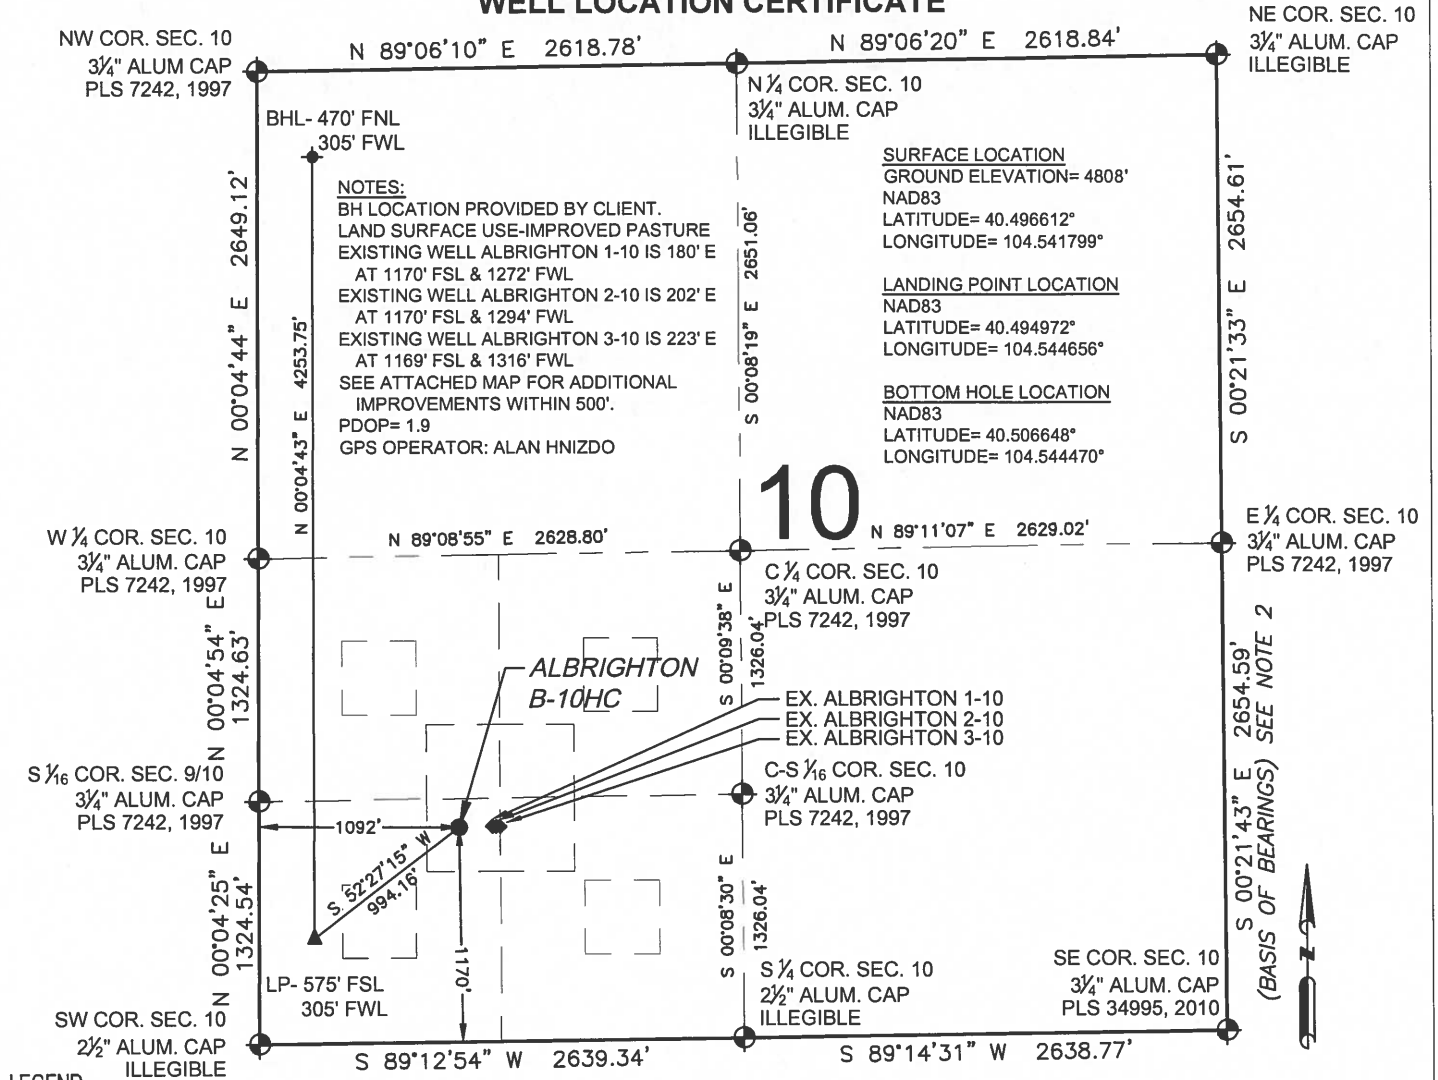 WELL LOCATION CERTIFICATE
NW COR. SEC. 10
3¼" ALUM CAP
PLS 7242, 1997
N 89°06'10" E 2618.78'
N 89°06'20" E 2618.84'
NE COR. SEC. 10
3¼" ALUM. CAP
ILLEGIBLE
N ¼ COR. SEC. 10
3¼" ALUM. CAP
ILLEGIBLE
BHL- 470' FNL
305' FWL
NOTES:
BH LOCATION PROVIDED BY CLIENT.
LAND SURFACE USE-IMPROVED PASTURE
EXISTING WELL ALBRIGHTON 1-10 IS 180' E
AT 1170' FSL & 1272' FWL
EXISTING WELL ALBRIGHTON 2-10 IS 202' E
AT 1170' FSL & 1294' FWL
EXISTING WELL ALBRIGHTON 3-10 IS 223' E
AT 1169' FSL & 1316' FWL
SEE ATTACHED MAP FOR ADDITIONAL
IMPROVEMENTS WITHIN 500'.
PDOP= 1.9
GPS OPERATOR: ALAN HNIZDO
SURFACE LOCATION
GROUND ELEVATION= 4808'
NAD83
LATITUDE= 40.496612°
LONGITUDE= 104.541799°
LANDING POINT LOCATION
NAD83
LATITUDE= 40.494972°
LONGITUDE= 104.544656°
BOTTOM HOLE LOCATION
NAD83
LATITUDE= 40.506648°
LONGITUDE= 104.544470°
N 00°04'44" E 2649.12'
N 00°04'43" E 4253.75'
S 00°08'19" E 2651.06'
S 00°21'33" E 2654.61'
10
W ¼ COR. SEC. 10
3¼" ALUM. CAP
PLS 7242, 1997
N 89°08'55" E 2628.80'
N 89°11'07" E 2629.02'
E ¼ COR. SEC. 10
3¼" ALUM. CAP
PLS 7242, 1997
C ¼ COR. SEC. 10
3¼" ALUM. CAP
PLS 7242, 1997
N 00°04'54" E
1324.63'
S 00°09'38" E
1326.04'
ALBRIGHTON
B-10HC
EX. ALBRIGHTON 1-10
EX. ALBRIGHTON 2-10
EX. ALBRIGHTON 3-10
S 00°21'43" E 2654.59'
(BASIS OF BEARINGS) SEE NOTE 2
S 1⁄16 COR. SEC. 9/10
3¼" ALUM. CAP
PLS 7242, 1997
C-S 1⁄16 COR. SEC. 10
3¼" ALUM. CAP
PLS 7242, 1997
1092'
S 52°27'15" W
994.16'
1170'
N 00°04'25" E
1324.54'
S 00°08'30" E
1326.04'
LP- 575' FSL
305' FWL
SW COR. SEC. 10
2½" ALUM. CAP
ILLEGIBLE
S ¼ COR. SEC. 10
2½" ALUM. CAP
ILLEGIBLE
SE COR. SEC. 10
3¼" ALUM. CAP
PLS 34995, 2010
N
S 89°12'54" W 2639.34'
S 89°14'31" W 2638.77'
LEGEND